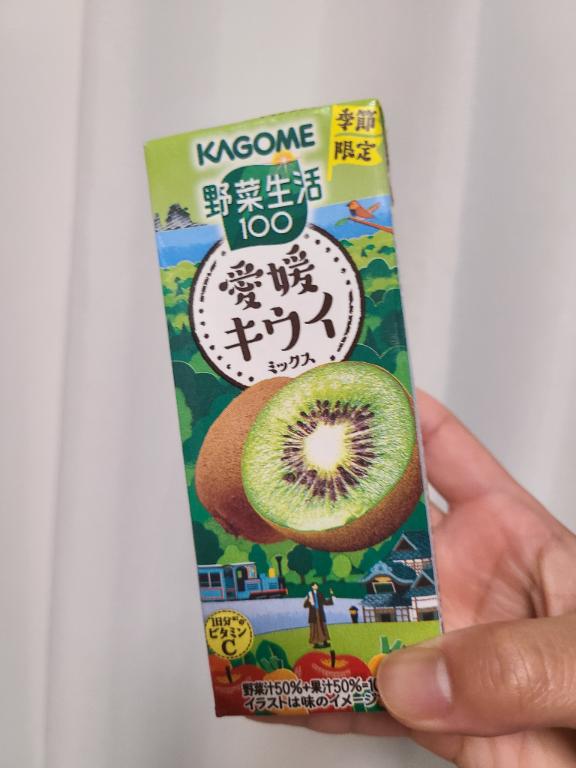 KAGOME
季節
限定
野菜生活
100
愛媛
キウイ
ミックス
1日分の
ビタミン
C
野菜汁50%+果汁50%=1
イラストは味のイメージ